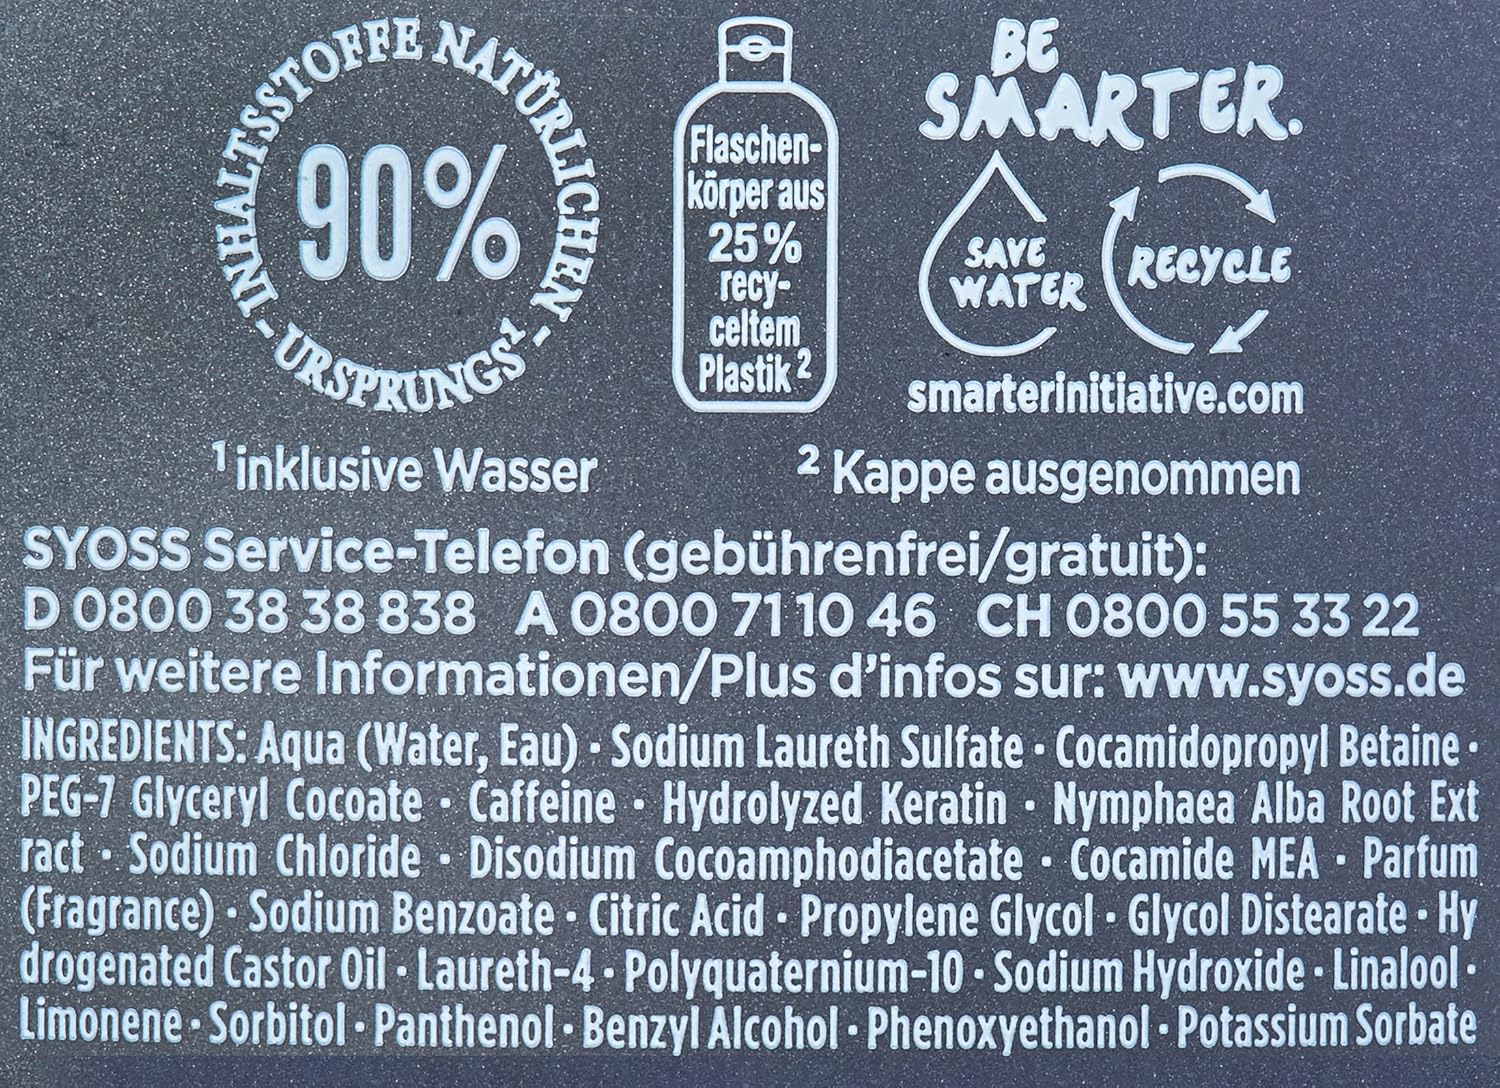 INHALTSSTOFFE NATÜRLICHEN - URSPRUNGS¹ -
90%
Flaschen-
körper aus
25%
recy-
celtem
Plastik²
BE
SMARTER.
SAVE
WATER
RECYCLE
smarterinitiative.com
¹ inklusive Wasser
² Kappe ausgenommen
SYOSS Service-Telefon (gebührenfrei/gratuit):
D 0800 38 38 838 A 0800 71 10 46 CH 0800 55 33 22
Für weitere Informationen/Plus d’infos sur: www.syoss.de
INGREDIENTS: Aqua (Water, Eau) · Sodium Laureth Sulfate · Cocamidopropyl Betaine ·
PEG-7 Glyceryl Cocoate · Caffeine · Hydrolyzed Keratin · Nymphaea Alba Root Ext
ract · Sodium Chloride · Disodium Cocoamphodiacetate · Cocamide MEA · Parfum
(Fragrance) · Sodium Benzoate · Citric Acid · Propylene Glycol · Glycol Distearate · Hy
drogenated Castor Oil · Laureth-4 · Polyquaternium-10 · Sodium Hydroxide · Linalool ·
Limonene · Sorbitol · Panthenol · Benzyl Alcohol · Phenoxyethanol · Potassium Sorbate